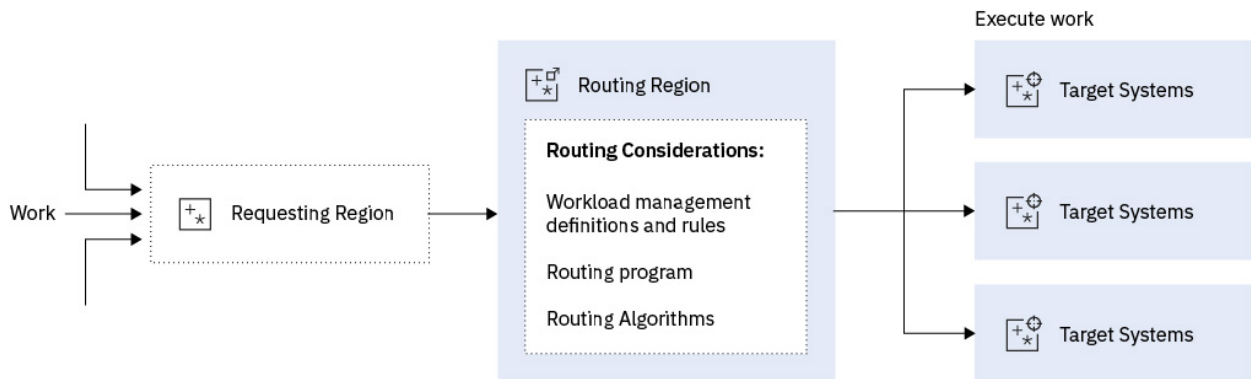 Execute work
Routing Region
Target Systems
Routing Considerations:
Work
Requesting Region
Workload management
definitions and rules
Target Systems
Routing program
Routing Algorithms
Target Systems